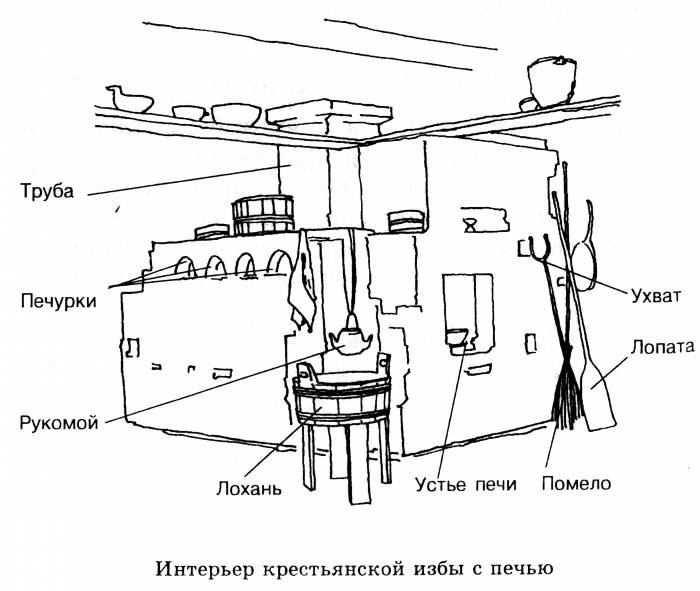 Труба
Печурки
Рукомой
Лохань
Устье печи
Помело
Ухват
Лопата
Интерьер крестьянской избы с печью